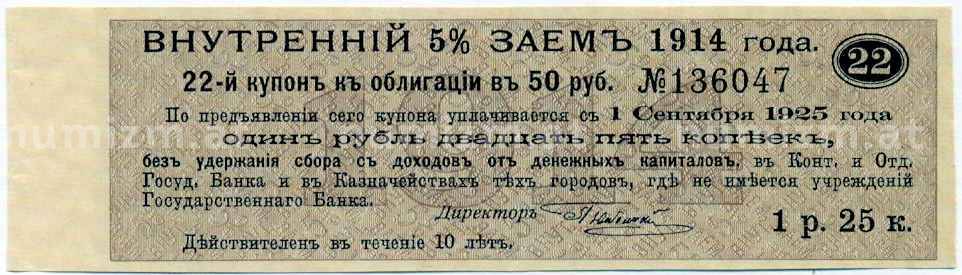 ВНУТРЕННІЙ 5% ЗАЕМЪ 1914 года.
22
22-й купонъ къ облигаціи въ 50 руб. №136047
По предъявленіи сего купона уплачивается съ 1 Сентября 1925 года
одинъ рубль двадцать пять копѣекъ,
безъ удержанія сбора съ доходовъ отъ денежныхъ капиталовъ, въ Конт. и Отд.
Госуд. Банка и въ Казначействахъ тѣхъ городовъ, гдѣ не имѣется учрежденій
Государственнаго Банка.
Директоръ
1 р. 25 к.
Дѣйствителенъ въ теченіе 10 лѣтъ.